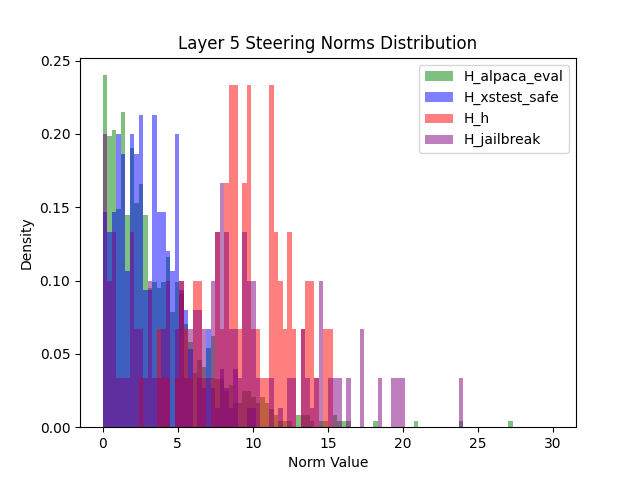 Layer 5 Steering Norms Distribution
0.25
0.20
0.15
0.10
0.05
0.00
Density
H_alpaca_eval
H_xstest_safe
H_h
H_jailbreak
0 5 10 15 20 25 30
Norm Value